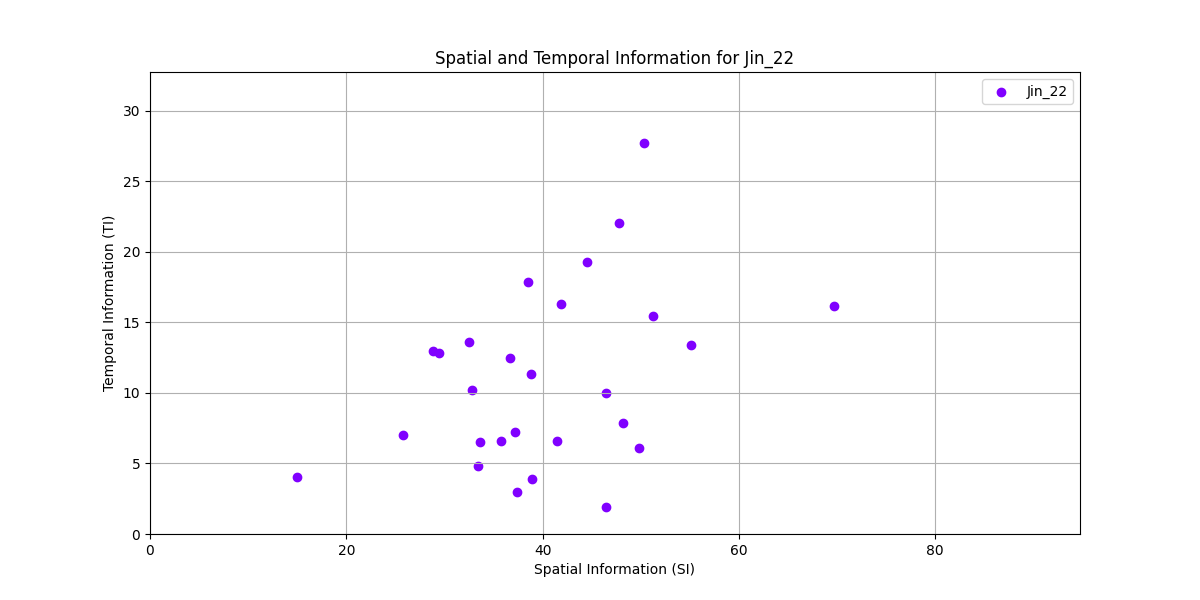 Spatial and Temporal Information for Jin_22
Jin_22
Temporal Information (TI)
30
25
20
15
10
5
0
0 20 40 60 80
Spatial Information (SI)